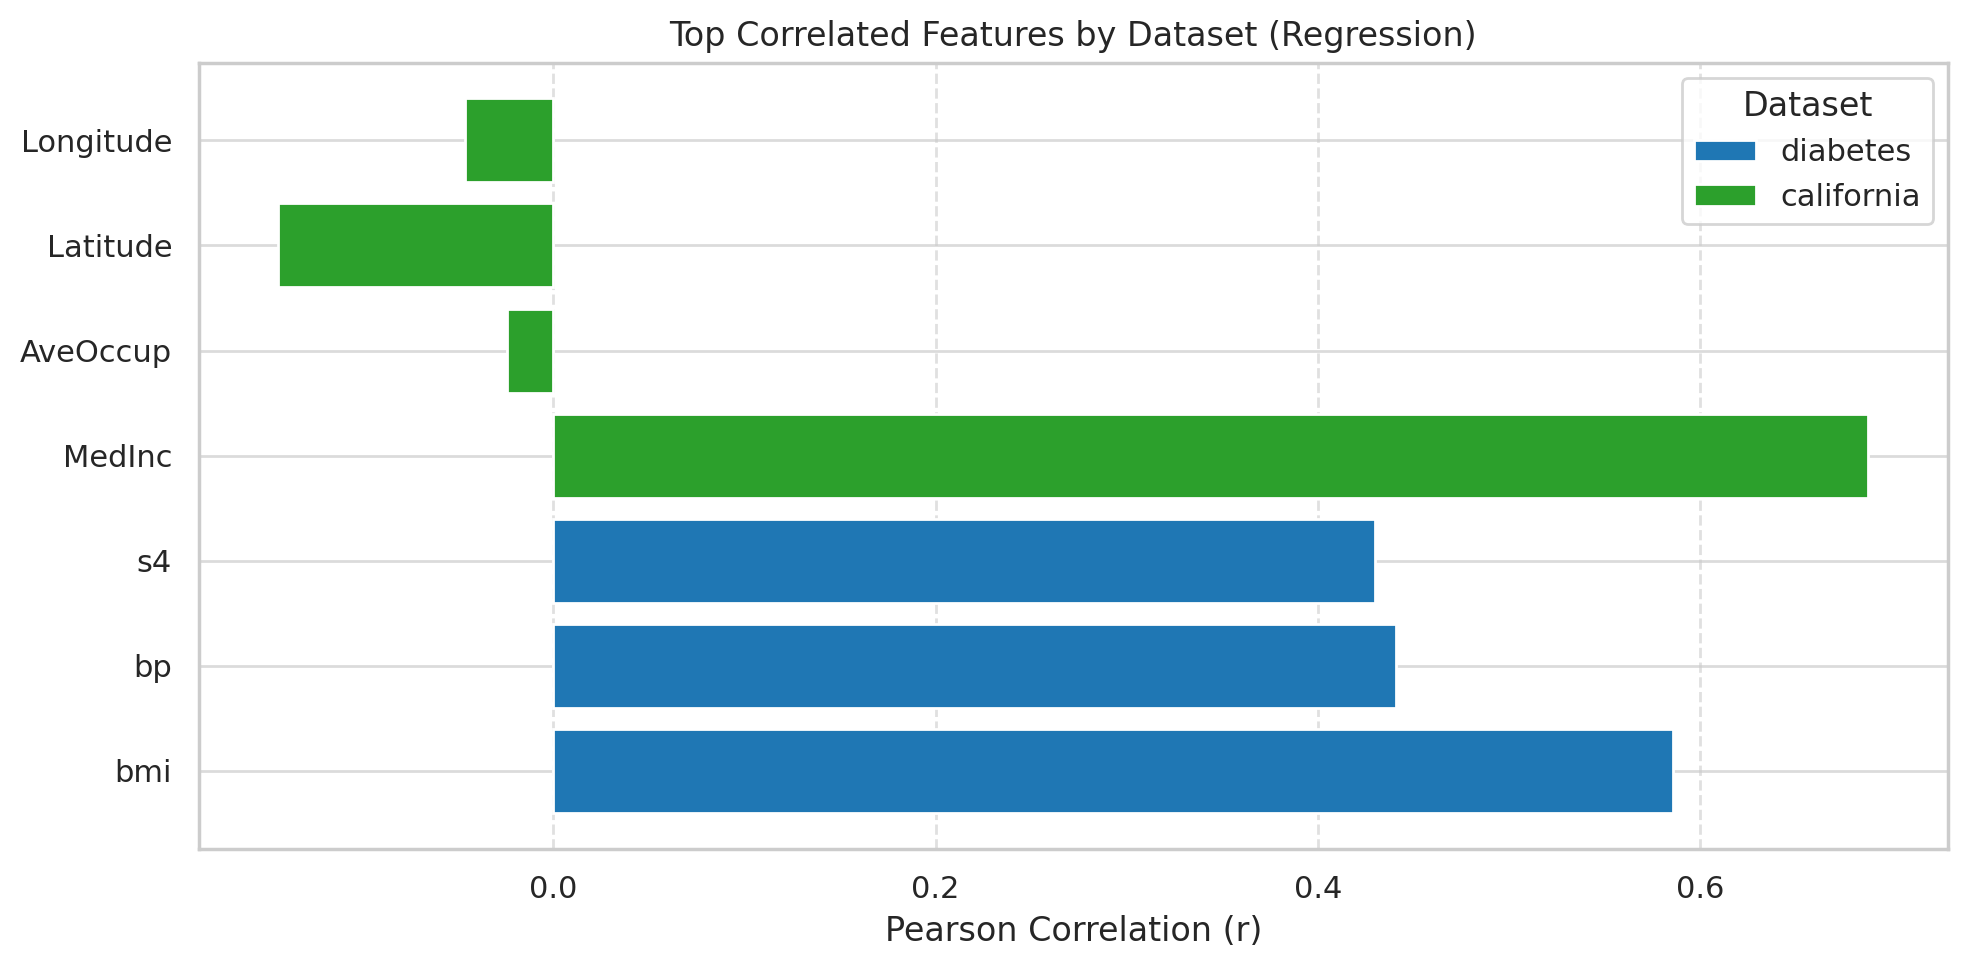 Top Correlated Features by Dataset (Regression)
Dataset
diabetes
california
Longitude
Latitude
AveOccup
MedInc
s4
bp
bmi
0.0 0.2 0.4 0.6
Pearson Correlation (r)